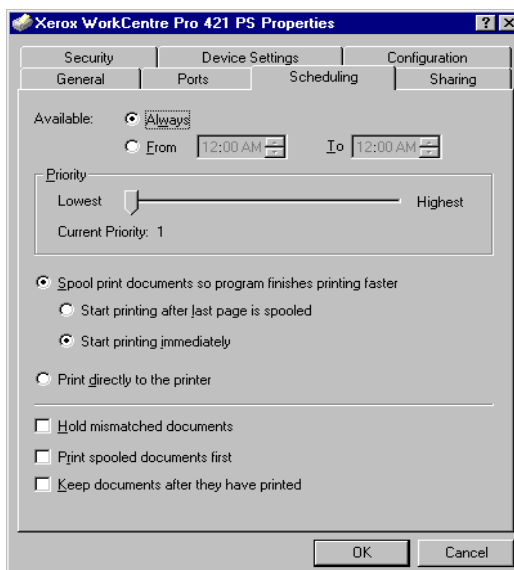 Xerox WorkCentre Pro 421 PS Properties
Security Device Settings Configuration
General Ports Scheduling Sharing
Available: Always
From 12:00 AM To 12:00 AM
Priority
Lowest Highest
Current Priority: 1
Spool print documents so program finishes printing faster
Start printing after last page is spooled
Start printing immediately
Print directly to the printer
Hold mismatched documents
Print spooled documents first
Keep documents after they have printed
OK Cancel